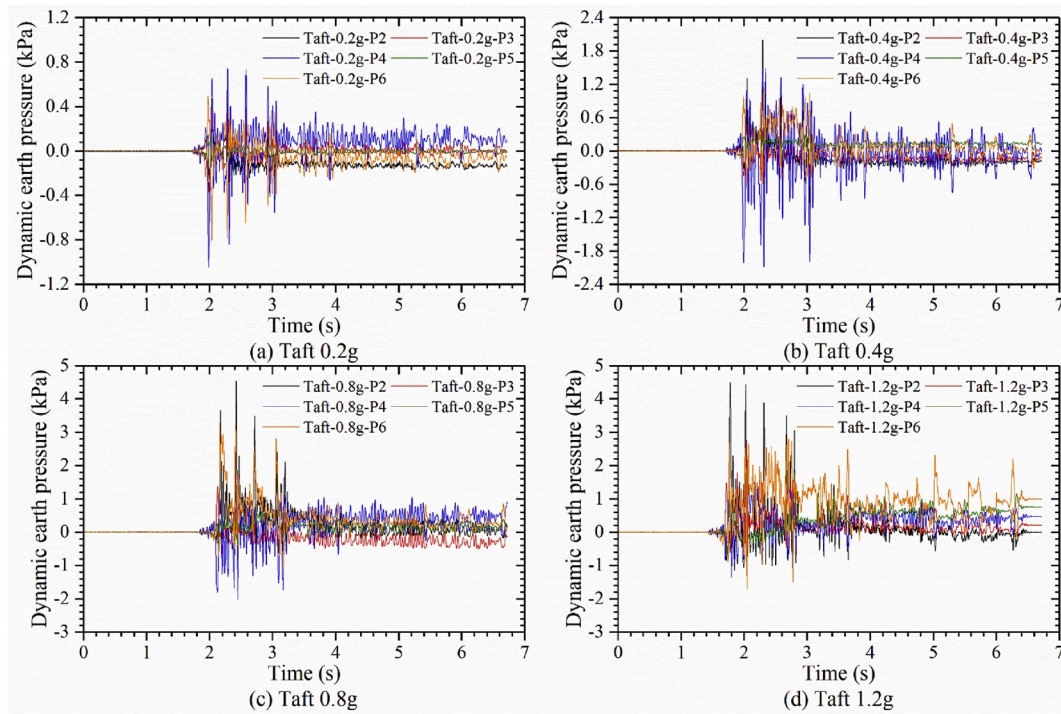 Dynamic earth pressure (kPa)
1.2
0.8
0.4
0.0
-0.4
-0.8
-1.2
Taft-0.2g-P2 Taft-0.2g-P3
Taft-0.2g-P4 Taft-0.2g-P5
Taft-0.2g-P6
0 1 2 3 4 5 6 7
Time (s)
(a) Taft 0.2g
Dynamic earth pressure (kPa)
2.4
1.8
1.2
0.6
0.0
-0.6
-1.2
-1.8
-2.4
Taft-0.4g-P2 Taft-0.4g-P3
Taft-0.4g-P4 Taft-0.4g-P5
Taft-0.4g-P6
0 1 2 3 4 5 6 7
Time (s)
(b) Taft 0.4g
Dynamic earth pressure (kPa)
5
4
3
2
1
0
-1
-2
-3
Taft-0.8g-P2 Taft-0.8g-P3
Taft-0.8g-P4 Taft-0.8g-P5
Taft-0.8g-P6
0 1 2 3 4 5 6 7
Time (s)
(c) Taft 0.8g
Dynamic earth pressure (kPa)
5
4
3
2
1
0
-1
-2
-3
Taft-1.2g-P2 Taft-1.2g-P3
Taft-1.2g-P4 Taft-1.2g-P5
Taft-1.2g-P6
0 1 2 3 4 5 6 7
Time (s)
(d) Taft 1.2g